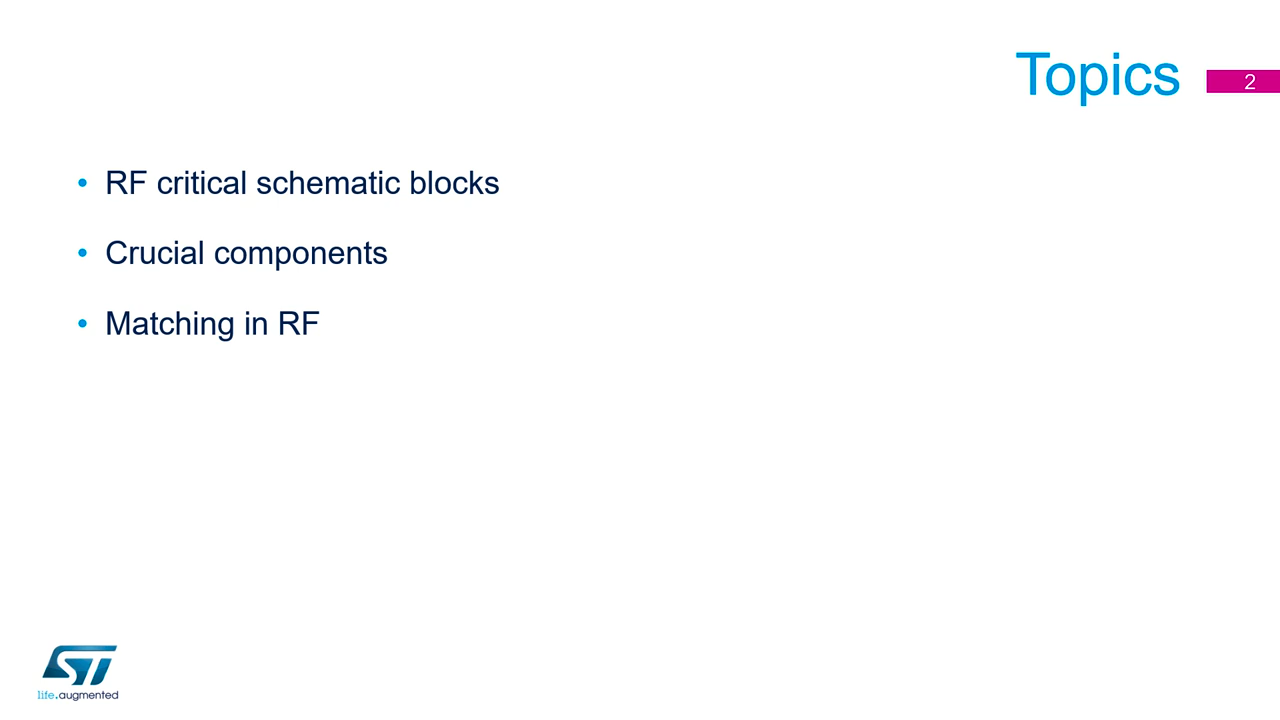 Topics
2
• RF critical schematic blocks
• Crucial components
• Matching in RF
ST
life.augmented